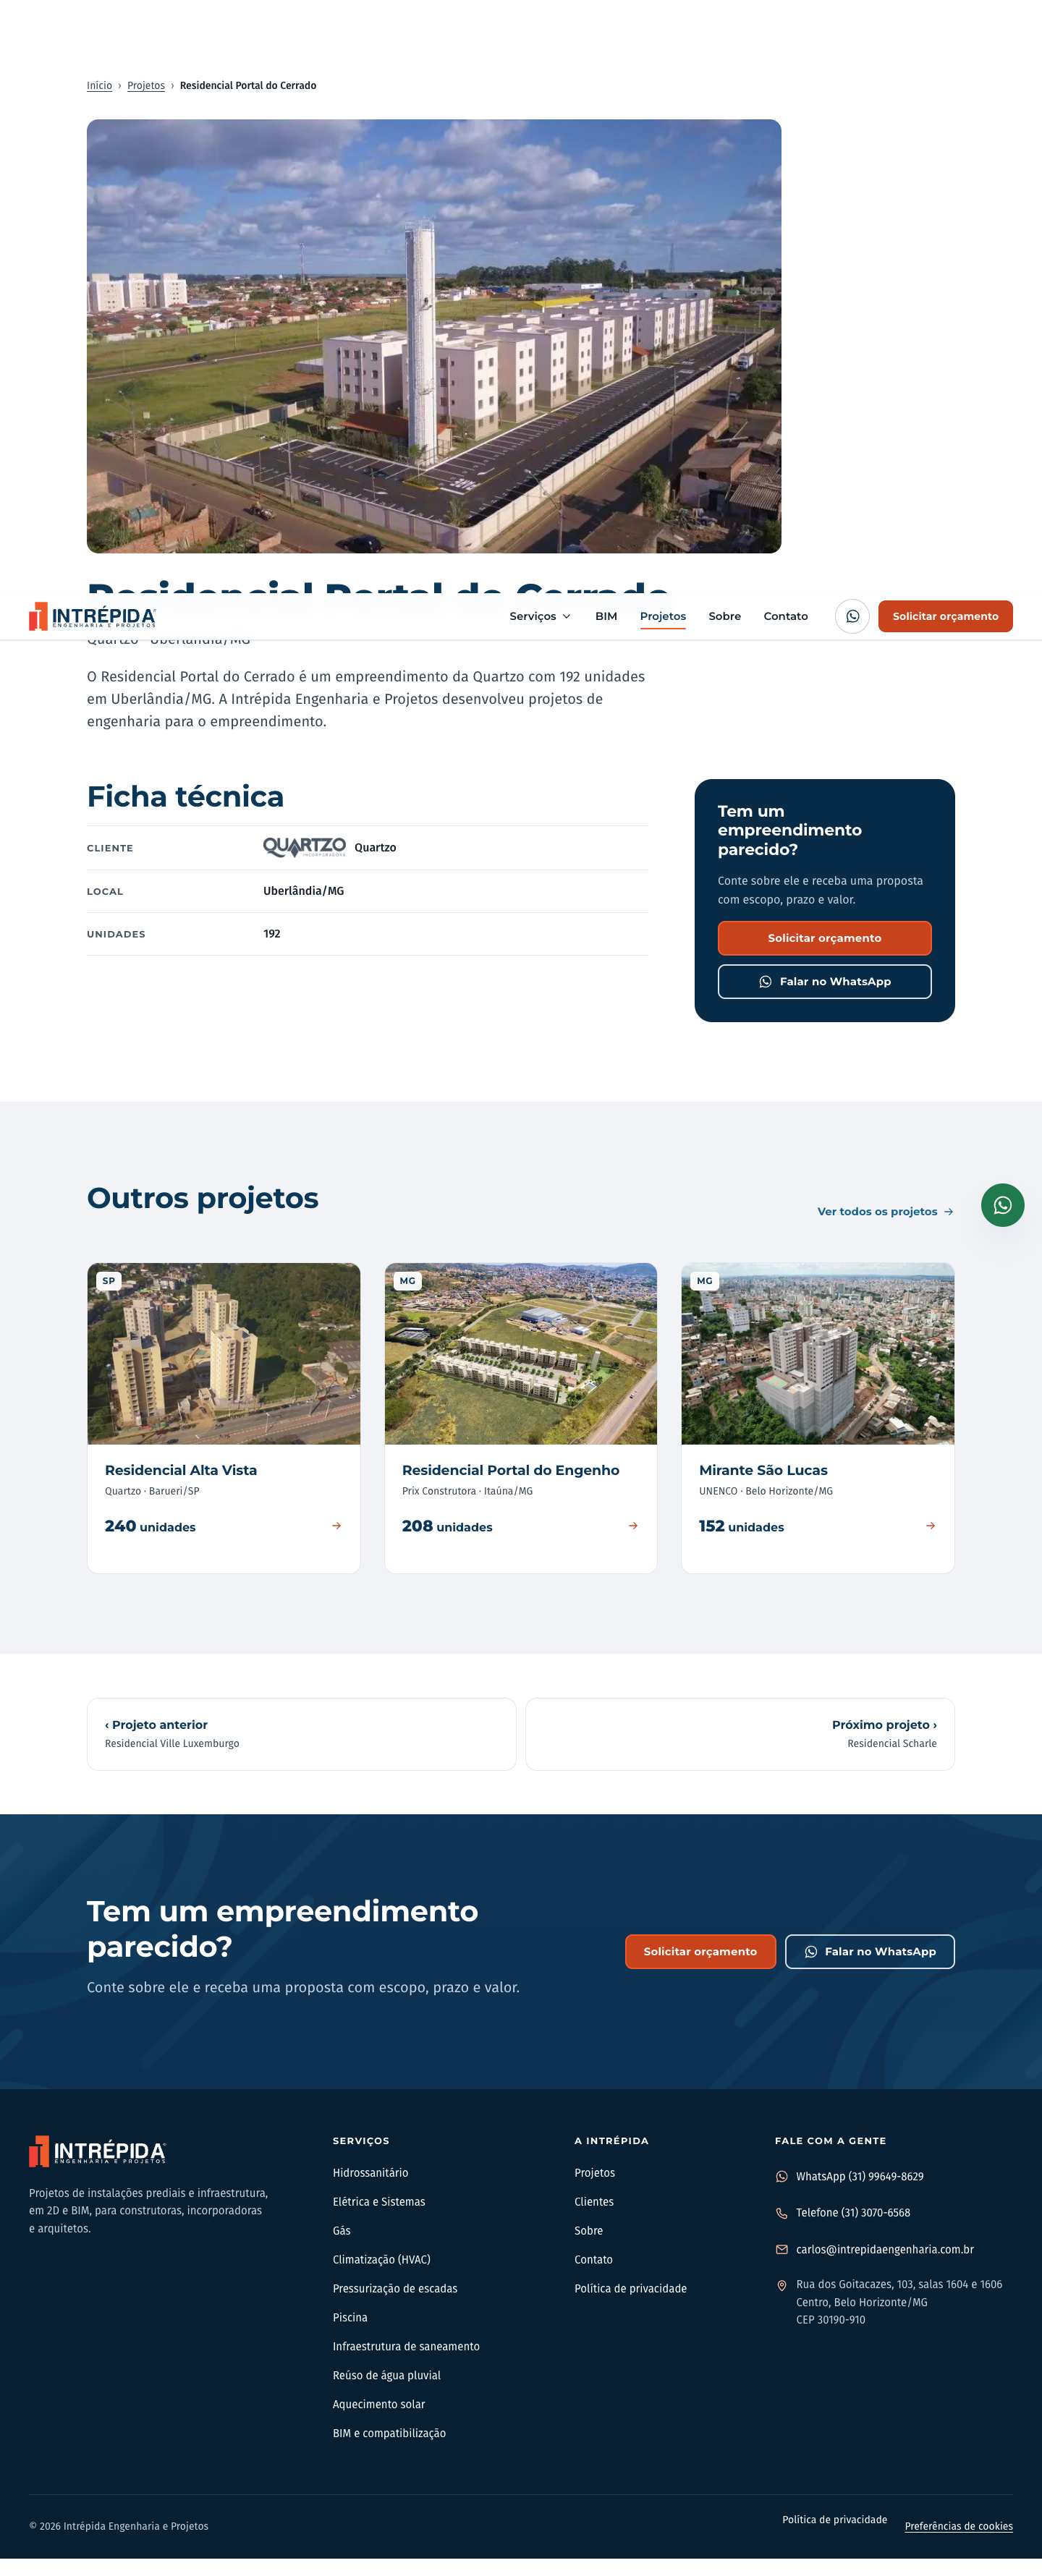 Início › Projetos › Residencial Portal do Cerrado
Residencial Portal do Cerrado
INTRÉPIDA
ENGENHARIA E PROJETOS
Serviços
BIM
Projetos
Sobre
Contato
Solicitar orçamento
Quartzo · Uberlândia/MG
O Residencial Portal do Cerrado é um empreendimento da Quartzo com 192 unidades
em Uberlândia/MG. A Intrépida Engenharia e Projetos desenvolveu projetos de
engenharia para o empreendimento.
Ficha técnica
CLIENTE
QUARTZO
INCORPORADORA
Quartzo
LOCAL
Uberlândia/MG
UNIDADES
192
Tem um
empreendimento
parecido?
Conte sobre ele e receba uma proposta
com escopo, prazo e valor.
Solicitar orçamento
Falar no WhatsApp
Outros projetos
Ver todos os projetos →
SP
Residencial Alta Vista
Quartzo · Barueri/SP
240 unidades →
MG
Residencial Portal do Engenho
Prix Construtora · Itaúna/MG
208 unidades →
MG
Mirante São Lucas
UNENCO · Belo Horizonte/MG
152 unidades →
‹ Projeto anterior
Residencial Ville Luxemburgo
Próximo projeto ›
Residencial Scharle
Tem um empreendimento
parecido?
Conte sobre ele e receba uma proposta com escopo, prazo e valor.
Solicitar orçamento
Falar no WhatsApp
INTRÉPIDA
ENGENHARIA E PROJETOS
Projetos de instalações prediais e infraestrutura,
em 2D e BIM, para construtoras, incorporadoras
e arquitetos.
SERVIÇOS
Hidrossanitário
Elétrica e Sistemas
Gás
Climatização (HVAC)
Pressurização de escadas
Piscina
Infraestrutura de saneamento
Reúso de água pluvial
Aquecimento solar
BIM e compatibilização
A INTRÉPIDA
Projetos
Clientes
Sobre
Contato
Política de privacidade
FALE COM A GENTE
WhatsApp (31) 99649-8629
Telefone (31) 3070-6568
carlos@intrepidaengenharia.com.br
Rua dos Goitacazes, 103, salas 1604 e 1606
Centro, Belo Horizonte/MG
CEP 30190-910
© 2026 Intrépida Engenharia e Projetos
Política de privacidade
Preferências de cookies